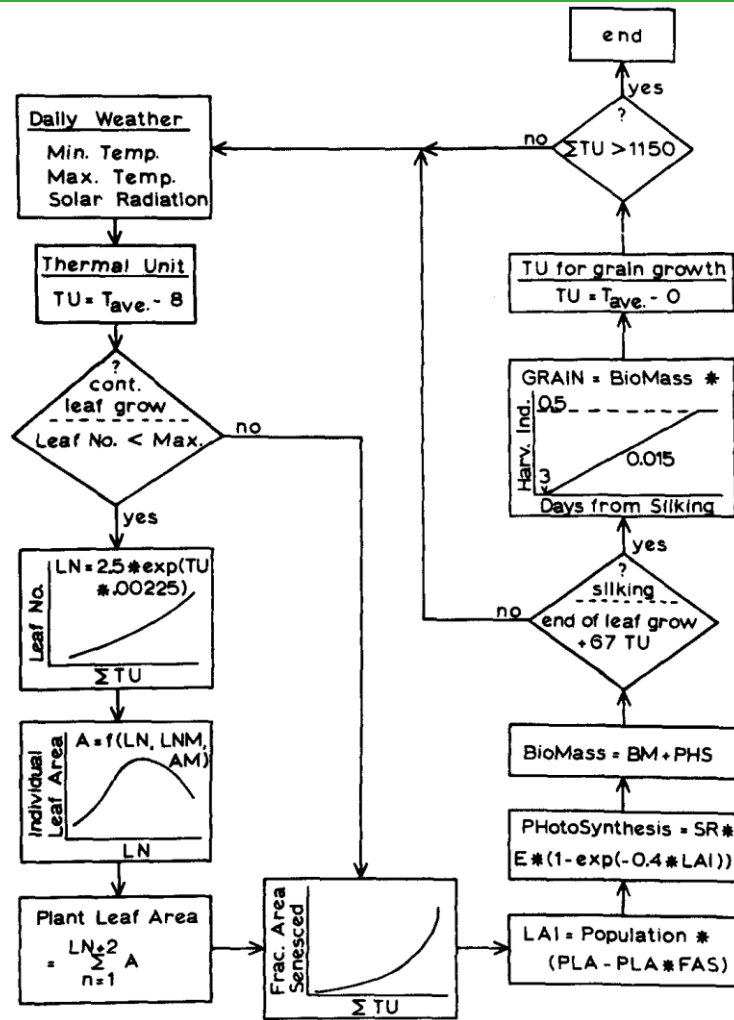 end
yes
?
ΣTU > 1150
no
Daily Weather
Min. Temp.
Max. Temp.
Solar Radiation
Thermal Unit
TU = Tave. - 8
?
cont.
leaf grow
Leaf No. < Max.
no
yes
LN = 2.5 * exp(TU
* .00225)
Leaf No.
ΣTU
A = f(LN, LNM,
AM)
Individual
Leaf Area
LN
Plant Leaf Area
= LN+2 Σ n=1 A
Frac. Area
Senesced
ΣTU
LAI = Population *
(PLA - PLA * FAS)
PHotoSynthesis = SR *
E * (1-exp(-0.4 * LAI))
BioMass = BM + PHS
?
silking
end of leaf grow
+67 TU
no
yes
GRAIN = BioMass *
Harv. Ind.
0.5
0.015
3
Days from Silking
TU for grain growth
TU = Tave. - 0